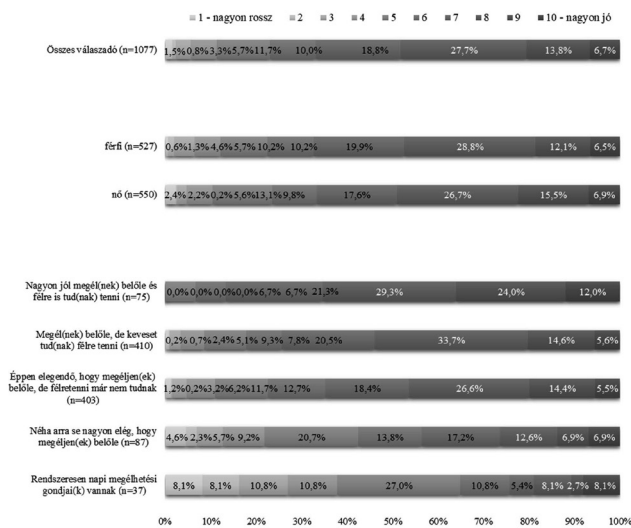 1 - nagyon rossz 2 3 4 5 6 7 8 9 10 - nagyon jó
Összes válaszadó (n=1077) 1,5% 0,8% 3,3% 5,7% 11,7% 10,0% 18,8% 27,7% 13,8% 6,7%
férfi (n=527) 0,6% 1,3% 4,6% 5,7% 10,2% 10,2% 19,9% 28,8% 12,1% 6,5%
nő (n=550) 2,4% 2,2% 0,2% 5,6% 13,1% 9,8% 17,6% 26,7% 15,5% 6,9%
Nagyon jól megél(nek) belőle és
félre is tud(nak) tenni (n=75) 0,0% 0,0% 0,0% 0,0% 6,7% 6,7% 21,3% 29,3% 24,0% 12,0%
Megél(nek) belőle, de keveset
tud(nak) félre tenni (n=410) 0,2% 0,7% 2,4% 5,1% 9,3% 7,8% 20,5% 33,7% 14,6% 5,6%
Éppen elegendő, hogy megéljen(ek)
belőle, de félretenni már nem tudnak
(n=403) 1,2% 0,2% 3,2% 6,2% 11,7% 12,7% 18,4% 26,6% 14,4% 5,5%
Néha arra se nagyon elég, hogy
megéljen(ek) belőle (n=87) 4,6% 2,3% 5,7% 9,2% 20,7% 13,8% 17,2% 12,6% 6,9% 6,9%
Rendszeresen napi megélhetési
gondjai(k) vannak (n=37) 8,1% 8,1% 10,8% 10,8% 27,0% 10,8% 5,4% 8,1% 2,7% 8,1%
0% 10% 20% 30% 40% 50% 60% 70% 80% 90% 100%